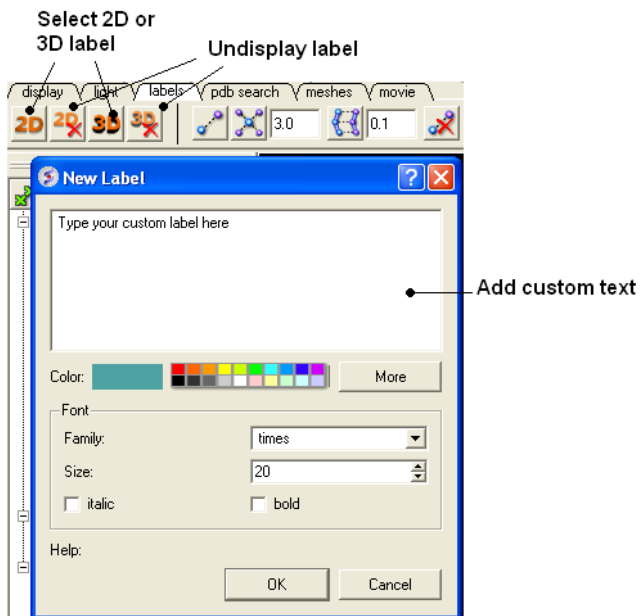 Select 2D or
3D label
Undisplay label
display light labels pdb search meshes movie
2D 2D 3D 3D 3.0 0.1
New Label
Type your custom label here
Add custom text
Color: More
Font
Family: times
Size: 20
italic bold
Help:
OK Cancel